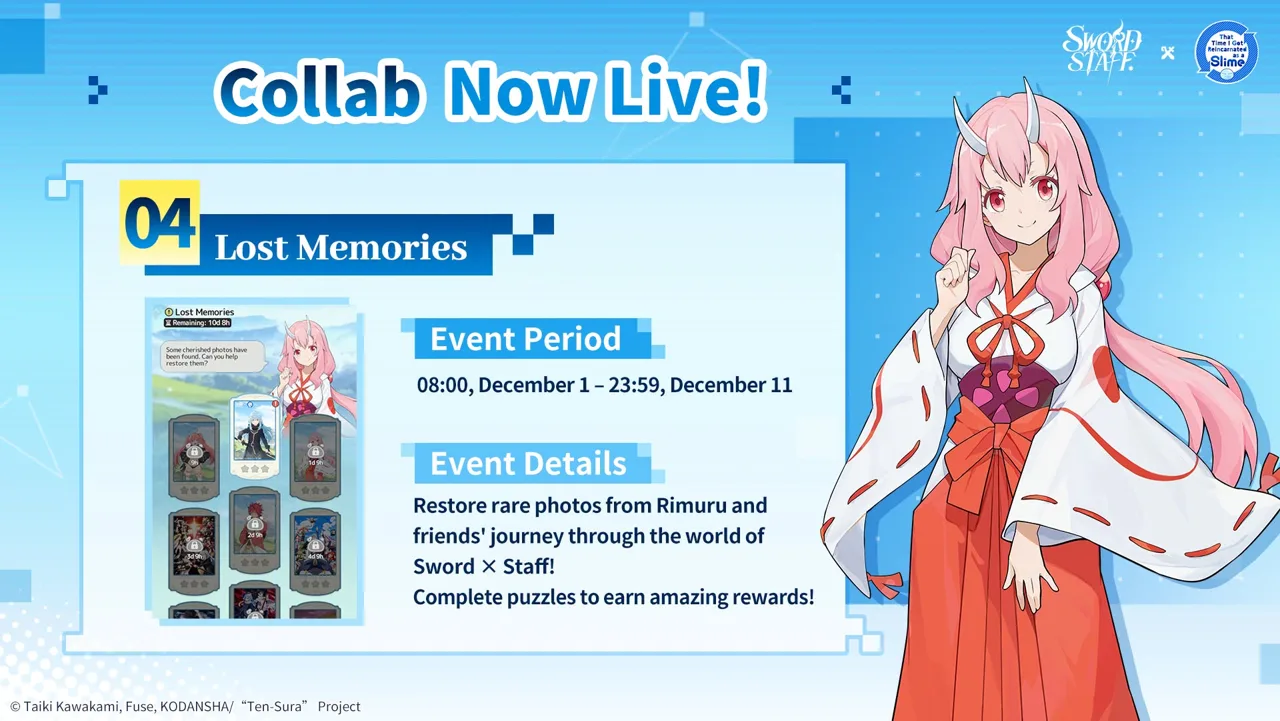 SWORD
STAFF
That
Time I Got
Reincarnated
as a
Slime
Collab Now Live!
04
Lost Memories
Lost Memories
Remaining: 10d 8h
Some cherished photos have
been found. Can you help
restore them?
9h
1d 9h
2d 9h
3d 9h
4d 9h
Event Period
08:00, December 1 – 23:59, December 11
Event Details
Restore rare photos from Rimuru and
friends' journey through the world of
Sword × Staff!
Complete puzzles to earn amazing rewards!
© Taiki Kawakami, Fuse, KODANSHA/ “Ten-Sura” Project